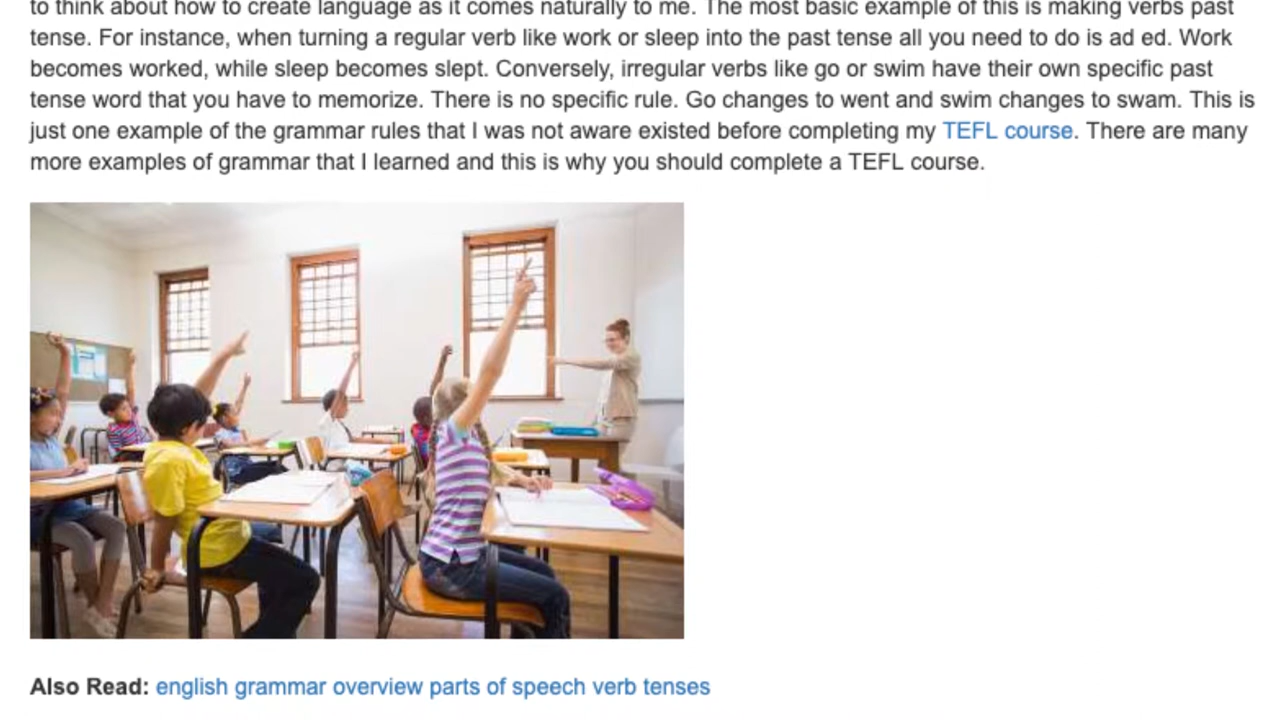 to think about how to create language as it comes naturally to me. The most basic example of this is making verbs past
tense. For instance, when turning a regular verb like work or sleep into the past tense all you need to do is ad ed. Work
becomes worked, while sleep becomes slept. Conversely, irregular verbs like go or swim have their own specific past
tense word that you have to memorize. There is no specific rule. Go changes to went and swim changes to swam. This is
just one example of the grammar rules that I was not aware existed before completing my TEFL course. There are many
more examples of grammar that I learned and this is why you should complete a TEFL course.
Also Read: english grammar overview parts of speech verb tenses